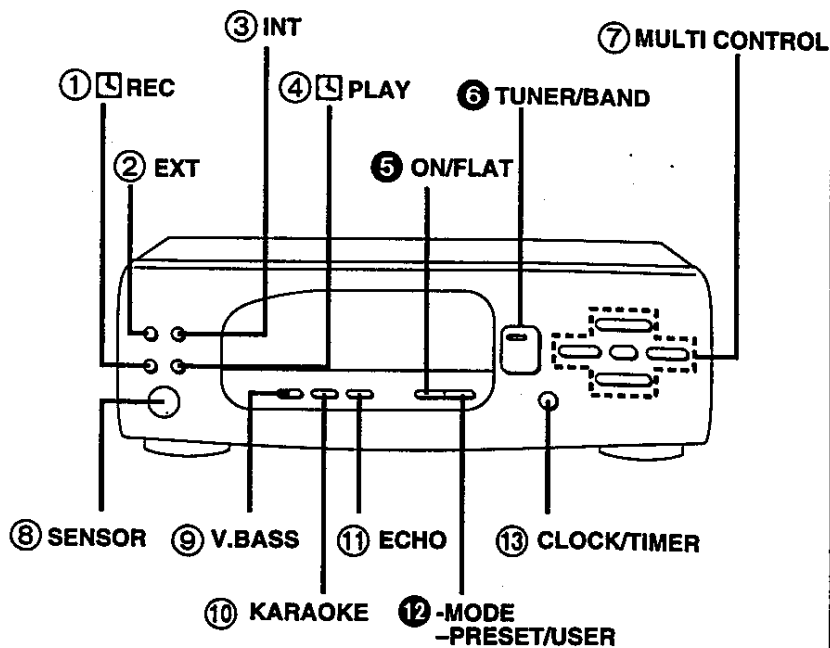 ③ INT
⑦ MULTI CONTROL
① REC
④ PLAY
❻ TUNER/BAND
② EXT
❺ ON/FLAT
⑧ SENSOR
⑨ V.BASS
⑪ ECHO
⑬ CLOCK/TIMER
⑩ KARAOKE
⓬ -MODE
–PRESET/USER